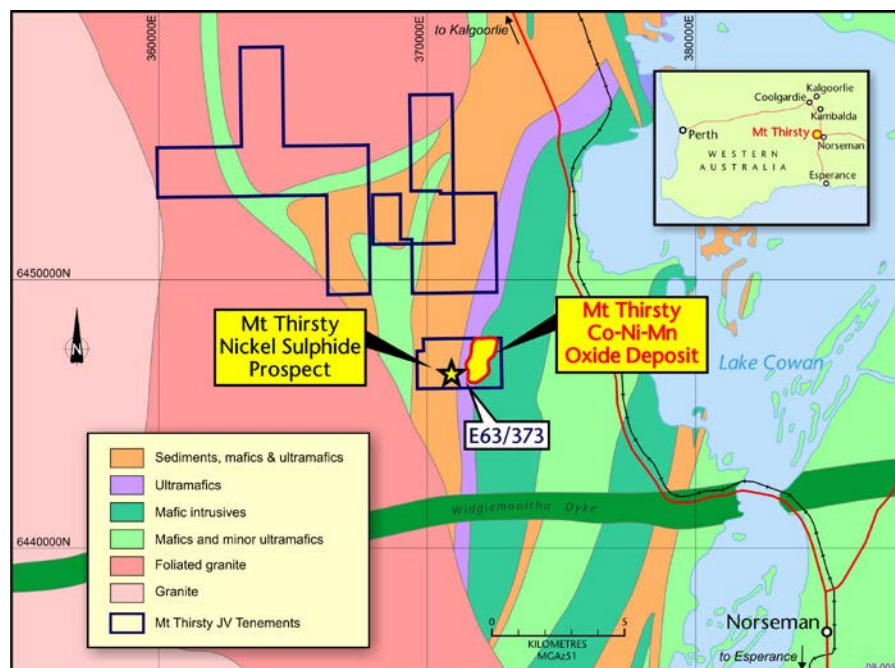 360000E
370000E
380000E
to Kalgoorlie
Kalgoorlie
Coolgardie
Kambalda
Mt Thirsty
Norseman
Perth
WESTERN
AUSTRALIA
Esperance
6450000N
Mt Thirsty
Nickel Sulphide
Prospect
Mt Thirsty
Co-Ni-Mn
Oxide Deposit
Lake Cowan
E63/373
Sediments, mafics & ultramafics
Ultramafics
Mafic intrusives
Mafics and minor ultramafics
Foliated granite
Granite
Mt Thirsty JV Tenements
Widgiemooltha Dyke
6440000N
Norseman
0 5
KILOMETRES
MGAz51
to Esperance